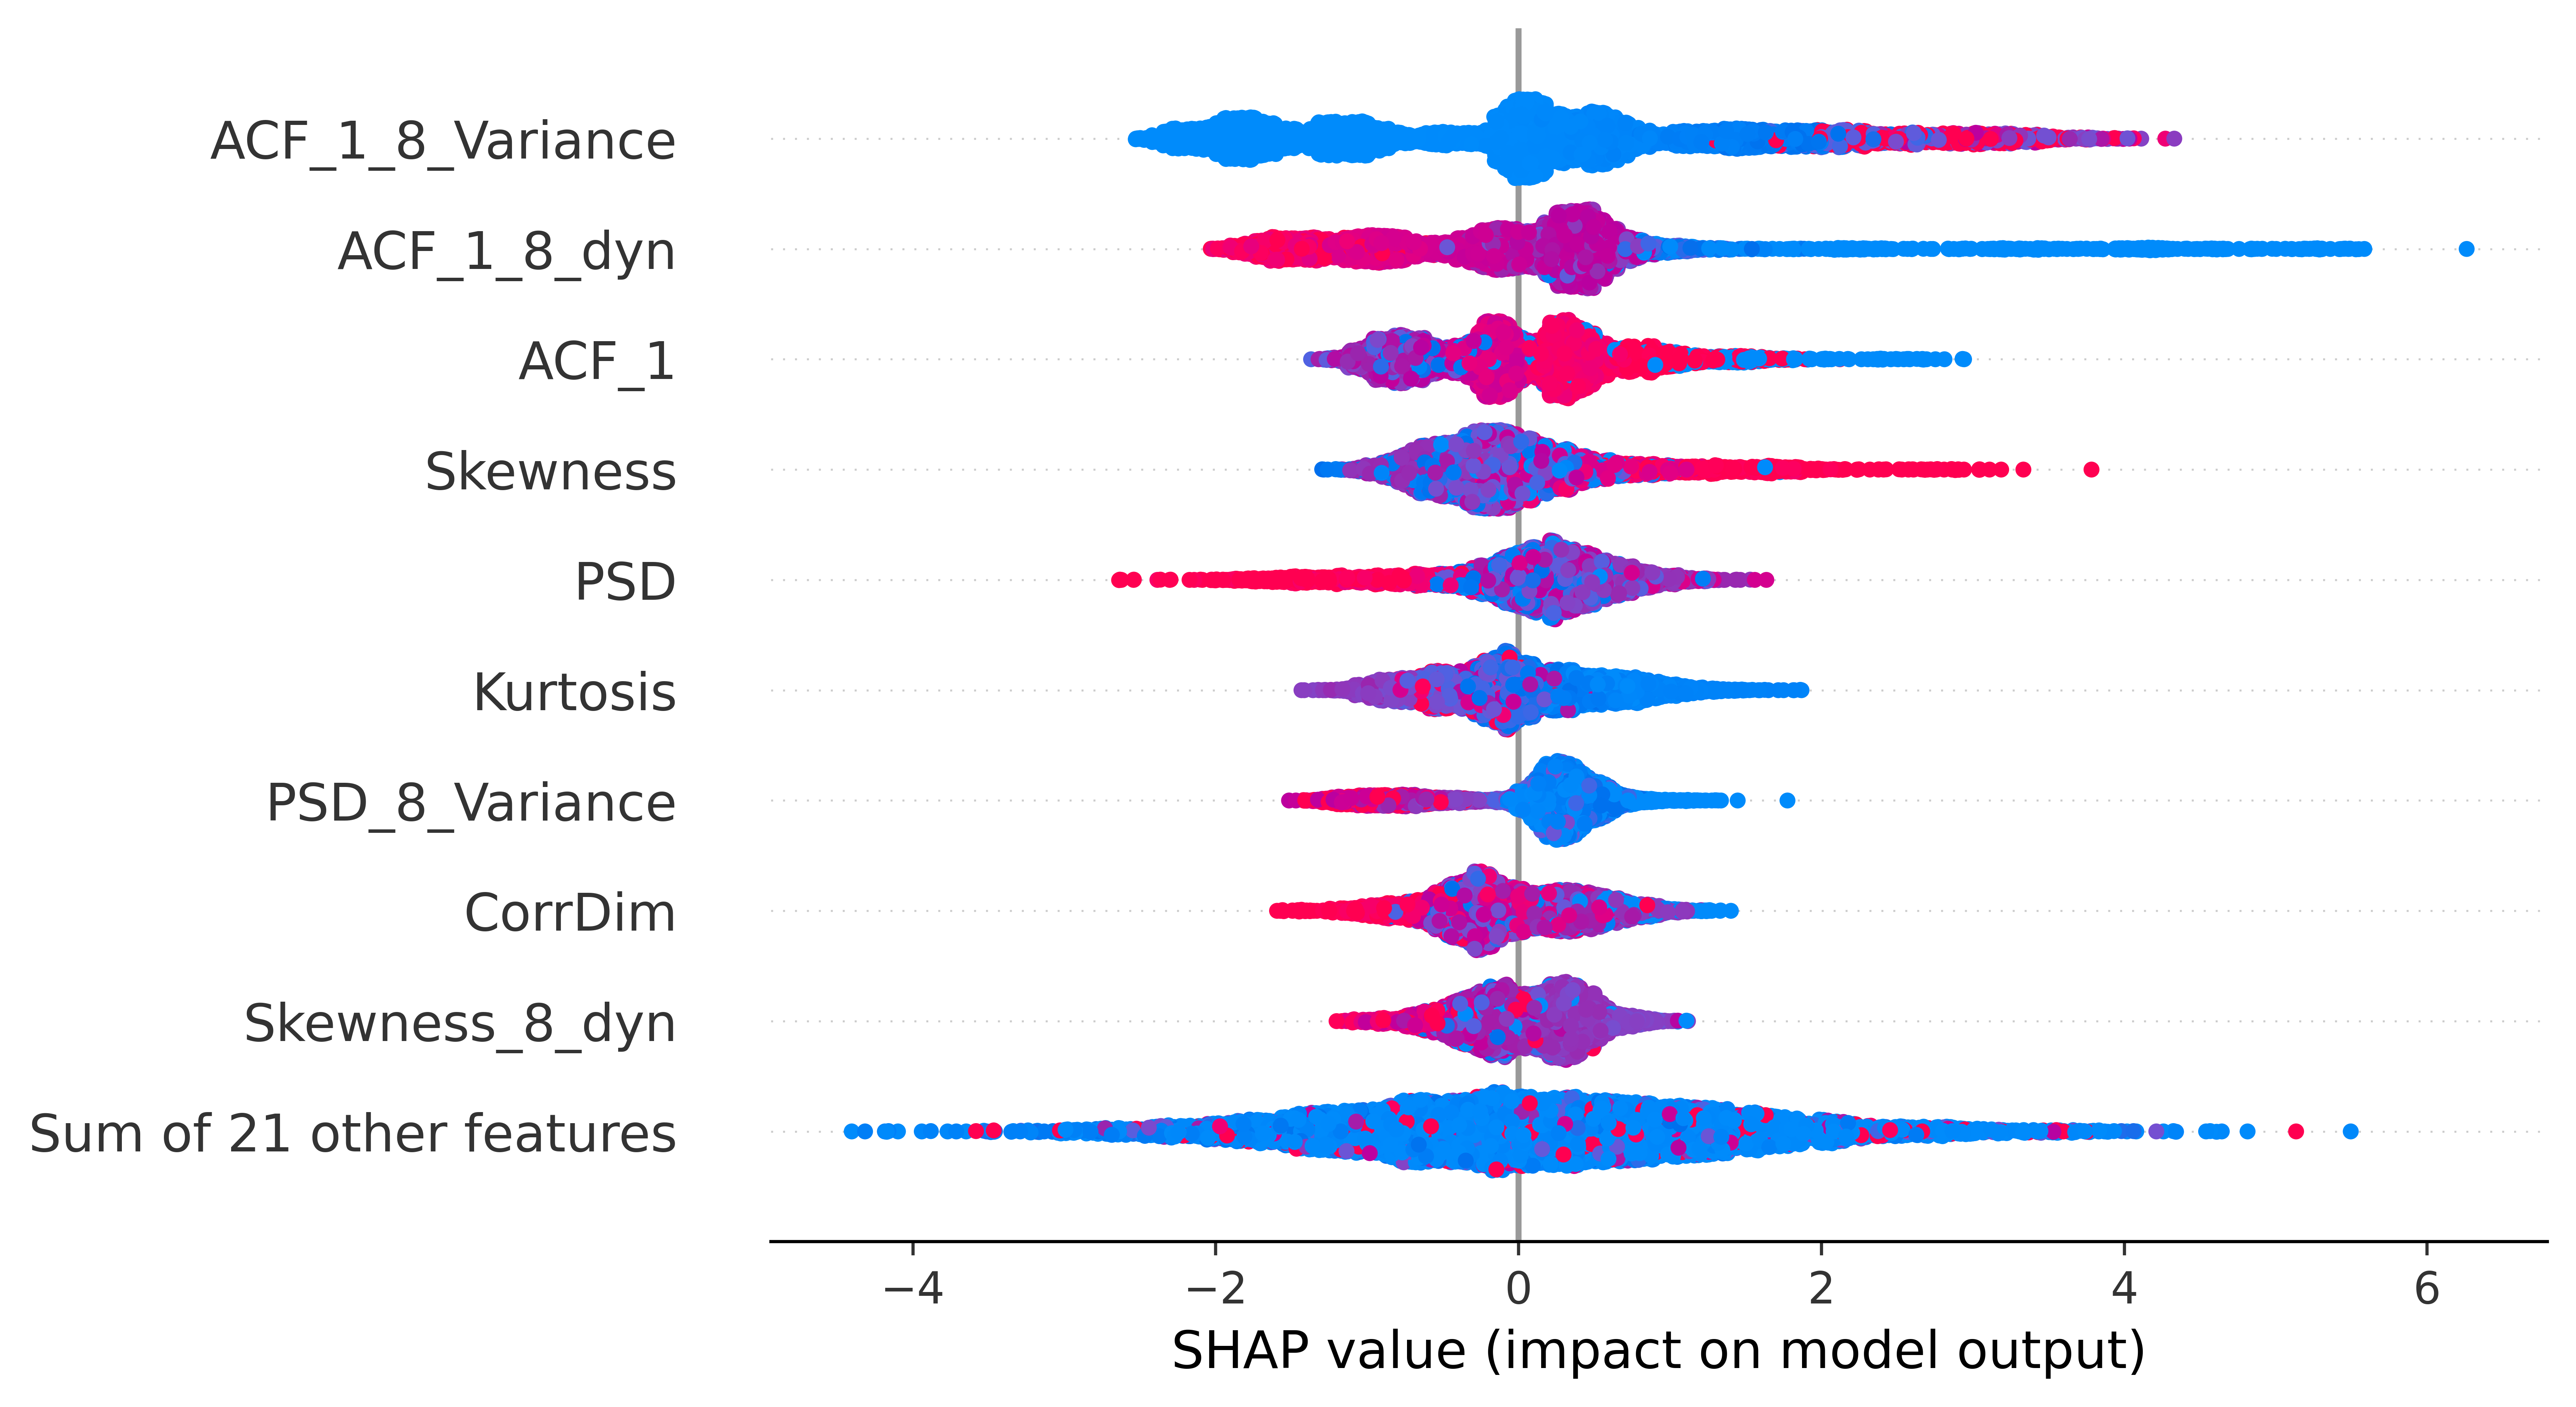 ACF_1_8_Variance
ACF_1_8_dyn
ACF_1
Skewness
PSD
Kurtosis
PSD_8_Variance
CorrDim
Skewness_8_dyn
Sum of 21 other features
−4 −2 0 2 4 6
SHAP value (impact on model output)